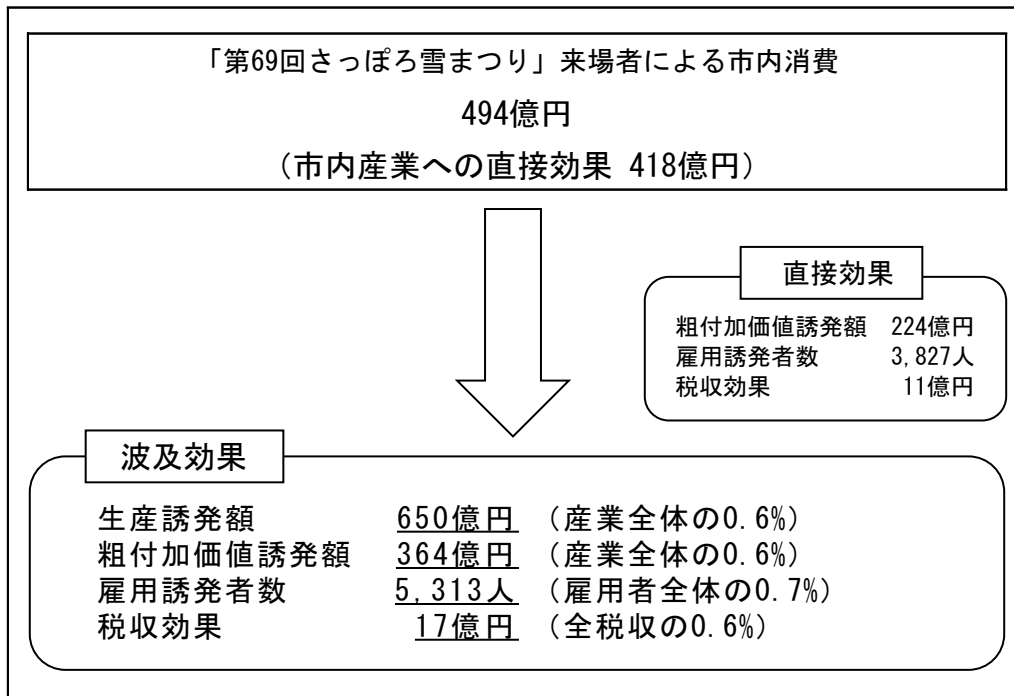 「第69回さっぽろ雪まつり」来場者による市内消費
494億円
（市内産業への直接効果 418億円）
直接効果
粗付加価値誘発額 224億円
雇用誘発者数 3,827人
税収効果 11億円
波及効果
生産誘発額 650億円 （産業全体の0.6%）
粗付加価値誘発額 364億円 （産業全体の0.6%）
雇用誘発者数 5,313人 （雇用者全体の0.7%）
税収効果 17億円 （全税収の0.6%）